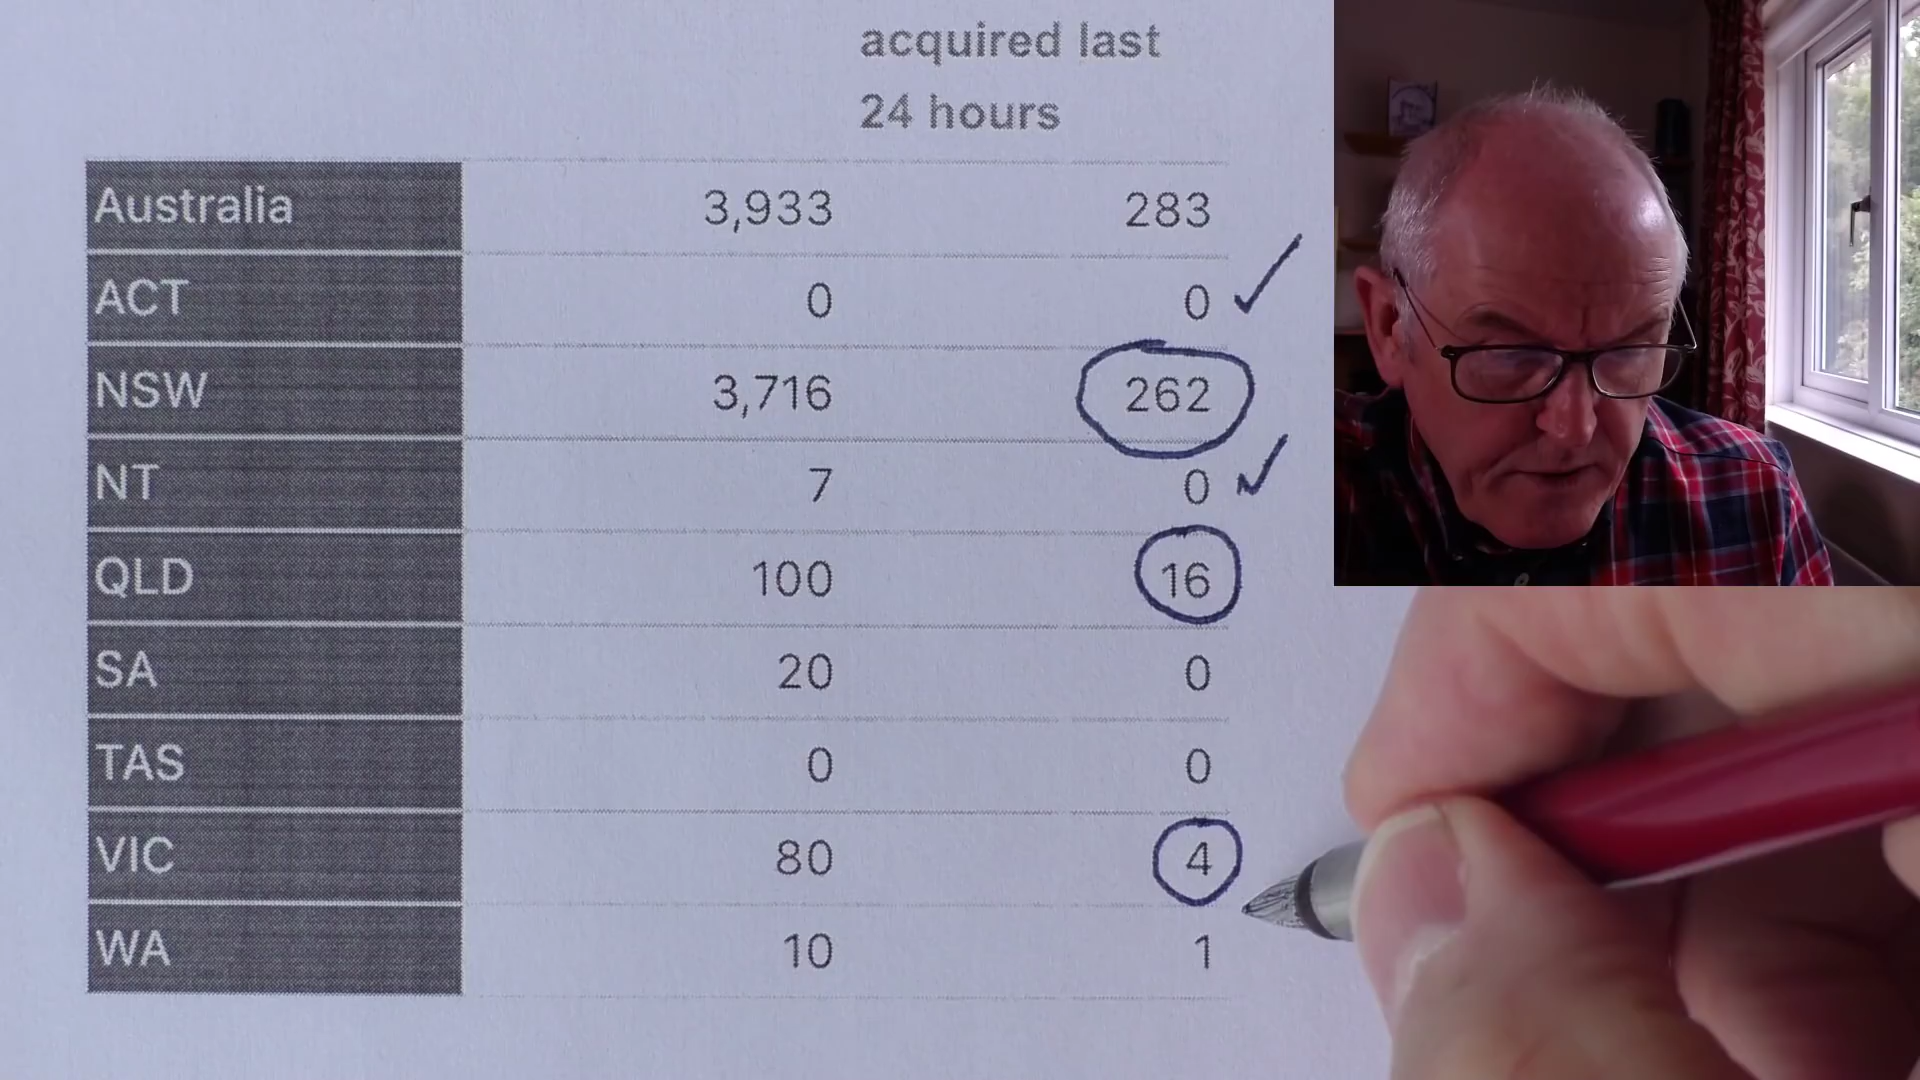 acquired last
24 hours
Australia 3,933 283
ACT 0 0
NSW 3,716 262
NT 7 0
QLD 100 16
SA 20 0
TAS 0 0
VIC 80 4
WA 10 1